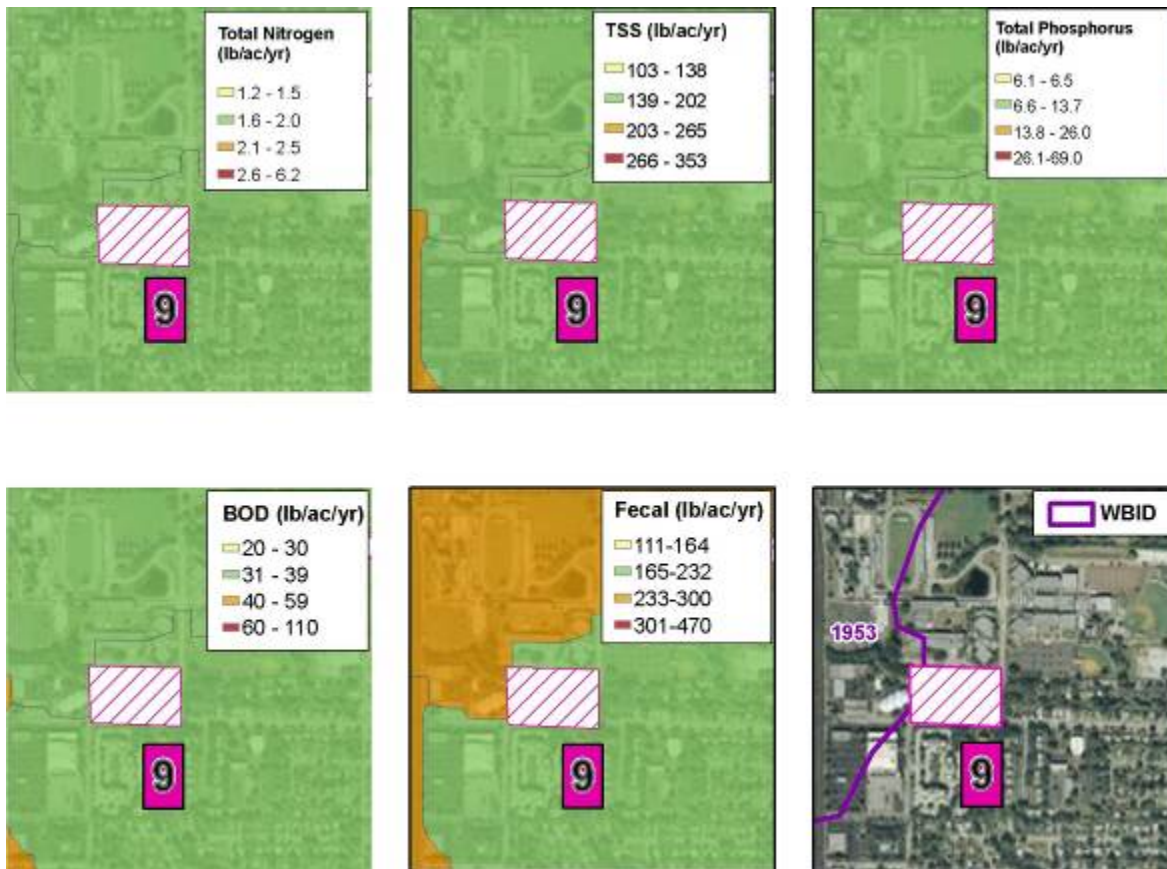 Total Nitrogen
(lb/ac/yr)
1.2 - 1.5
1.6 - 2.0
2.1 - 2.5
2.6 - 6.2
9
TSS (lb/ac/yr)
103 - 138
139 - 202
203 - 265
266 - 353
9
Total Phosphorus
(Lb/ac/yr)
6.1 - 6.5
6.6 - 13.7
13.8 - 26.0
26.1-69.0
9
BOD (lb/ac/yr)
20 - 30
31 - 39
40 - 59
60 - 110
9
Fecal (lb/ac/yr)
111-164
165-232
233-300
301-470
9
WBID
1953
9